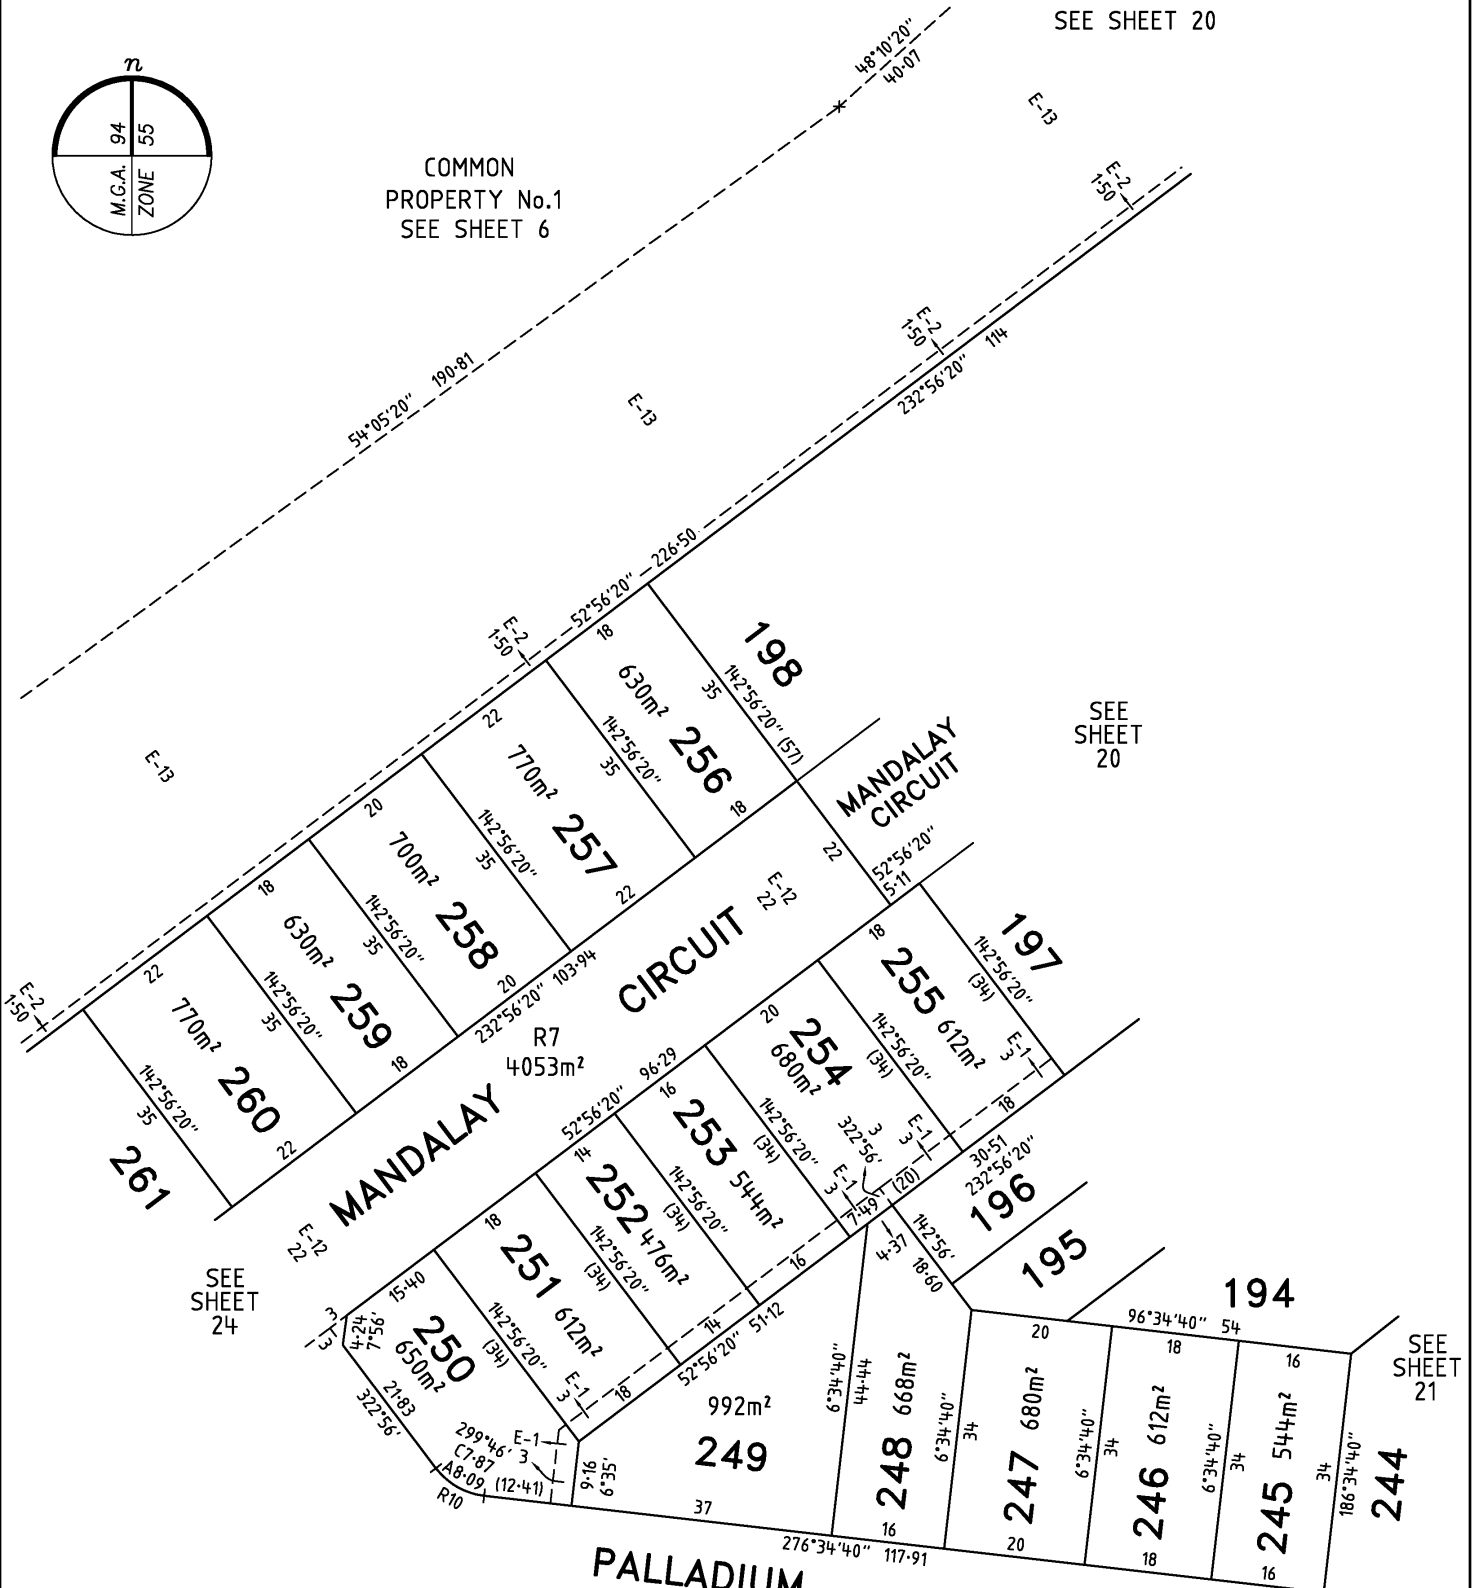 SEE SHEET 20
48°10'20"
40·07
n
M.G.A. 94
ZONE 55
COMMON
PROPERTY No.1
SEE SHEET 6
E-13
E-2
1·50
E-2
1·50
232°56'20" 114
54°05'20" 190·81
E-13
52°56'20" 226·50
E-2
1·50
E-13
198
18
630m²
256
35
142°56'20" (57)
18
22
770m²
257
142°56'20"
35
22
20
700m²
258
142°56'20"
35
20
18
630m²
259
142°56'20"
35
18
22
770m²
260
142°56'20"
35
22
142°56'20"
35
261
E-2
1·50
SEE
SHEET
20
MANDALAY
CIRCUIT
22
52°56'20"
5·11
E-12
22
MANDALAY CIRCUIT
232°56'20" 103·94
R7
4053m²
52°56'20" 96·29
E-12
22
SEE
SHEET
24
197
142°56'20"
(34)
18
255 612m²
E-1
3
18
142°56'20"
(34)
20
254
680m²
3
322°56'
E-1
3
(20)
30·51
232°56'20"
142°56'20"
(34)
16
253 544m²
E-1
3
7·49
16
142°56'20"
(34)
14
252 476m²
14
142°56'20"
(34)
18
251 612m²
E-1
3
18
52°56'20" 51·12
142°56'20"
(34)
15·40
250
650m²
3
3
4·24
7°56'
21·83
322°56'
299°46'
C7·87
A8·09
R10
E-1
3
(12·41)
9·16
6°35'
196
195
194
4·37
142°56'
18·60
96°34'40" 54
SEE
SHEET
21
992m²
249
37
6°34'40"
44·44
248 668m²
16
6°34'40"
34
20
247 680m²
20
6°34'40"
34
18
246 612m²
18
6°34'40"
34
16
245 544m²
16
34
186°34'40"
244
276°34'40" 117·91
PALLADIUM